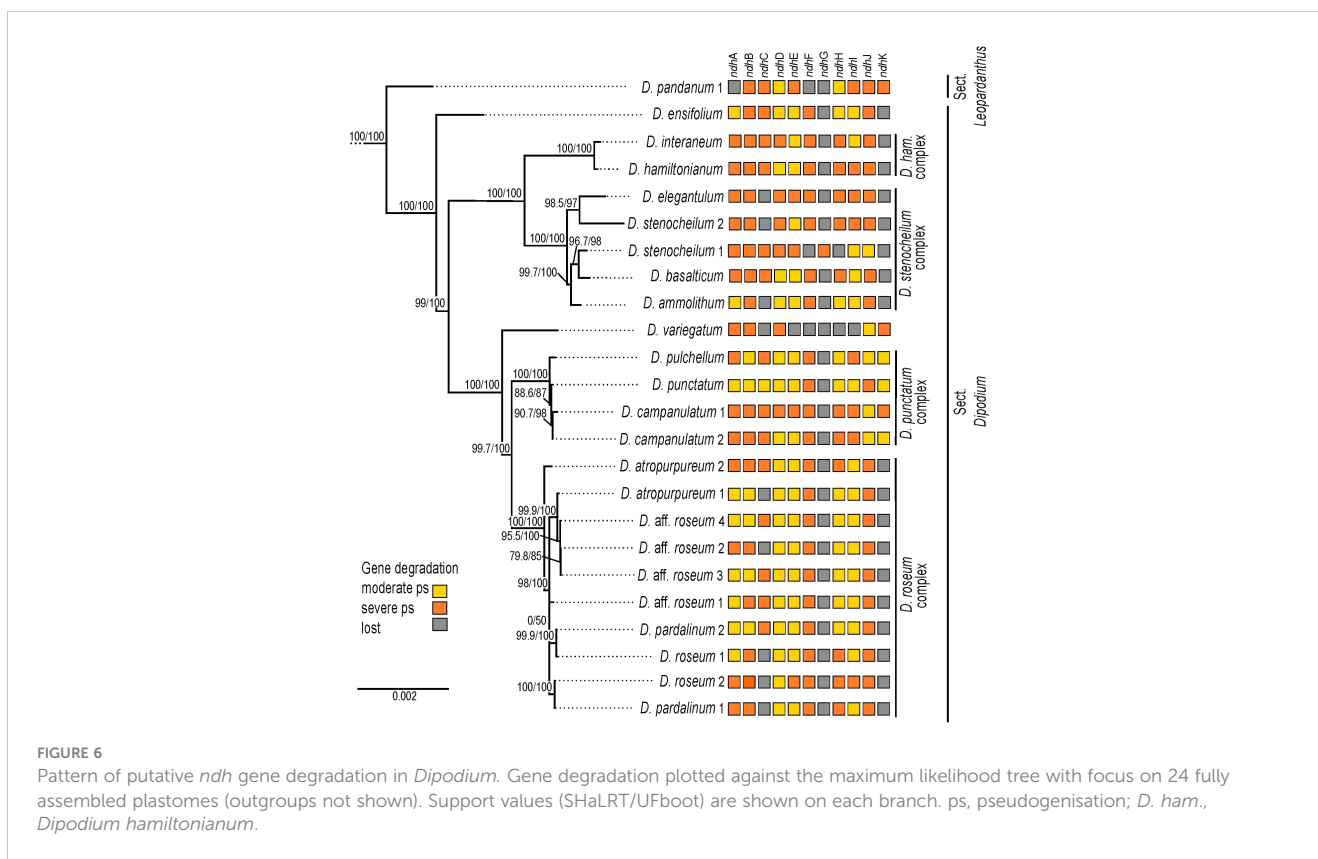 ndhA ndhB ndhC ndhD ndhE ndhF ndhG ndhH ndhI ndhJ ndhK
D. pandanum 1
Sect. Leopardanthus
D. ensifolium
100/100
D. interaneum
100/100
D. hamiltonianum
D. ham. complex
100/100
D. elegantulum
98.5/97
100/100
D. stenocheilum 2
100/100
96.7/98
D. stenocheilum 1
99.7/100
D. basalticum
D. ammolithum
D. stenocheilum complex
99/100
D. variegatum
D. pulchellum
100/100
100/100
D. punctatum
88.6/87
D. campanulatum 1
90.7/98
D. campanulatum 2
D. punctatum complex
Sect. Dipodium
99.7/100
D. atropurpureum 2
D. atropurpureum 1
99.9/100
100/100
D. aff. roseum 4
95.5/100
D. aff. roseum 2
79.8/85
D. aff. roseum 3
98/100
D. aff. roseum 1
0/50
D. pardalinum 2
99.9/100
D. roseum 1
D. roseum 2
100/100
D. pardalinum 1
D. roseum complex
Gene degradation
moderate ps
severe ps
lost
0.002
FIGURE 6
Pattern of putative ndh gene degradation in Dipodium. Gene degradation plotted against the maximum likelihood tree with focus on 24 fully
assembled plastomes (outgroups not shown). Support values (SHaLRT/UFboot) are shown on each branch. ps, pseudogenisation; D. ham.,
Dipodium hamiltonianum.